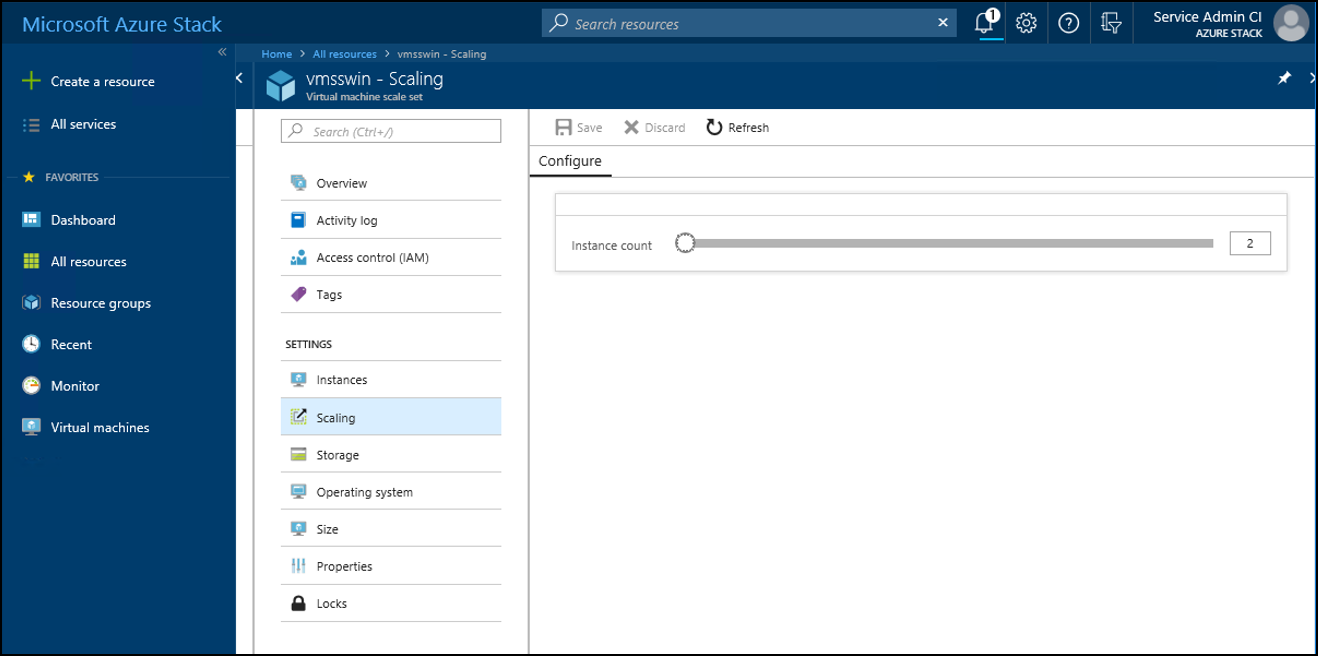 Microsoft Azure Stack
Search resources
1
Service Admin CI
AZURE STACK
Home > All resources > vmsswin - Scaling
vmsswin - Scaling
Virtual machine scale set
Create a resource
All services
FAVORITES
Dashboard
All resources
Resource groups
Recent
Monitor
Virtual machines
Search (Ctrl+/)
Overview
Activity log
Access control (IAM)
Tags
SETTINGS
Instances
Scaling
Storage
Operating system
Size
Properties
Locks
Save Discard Refresh
Configure
Instance count 2